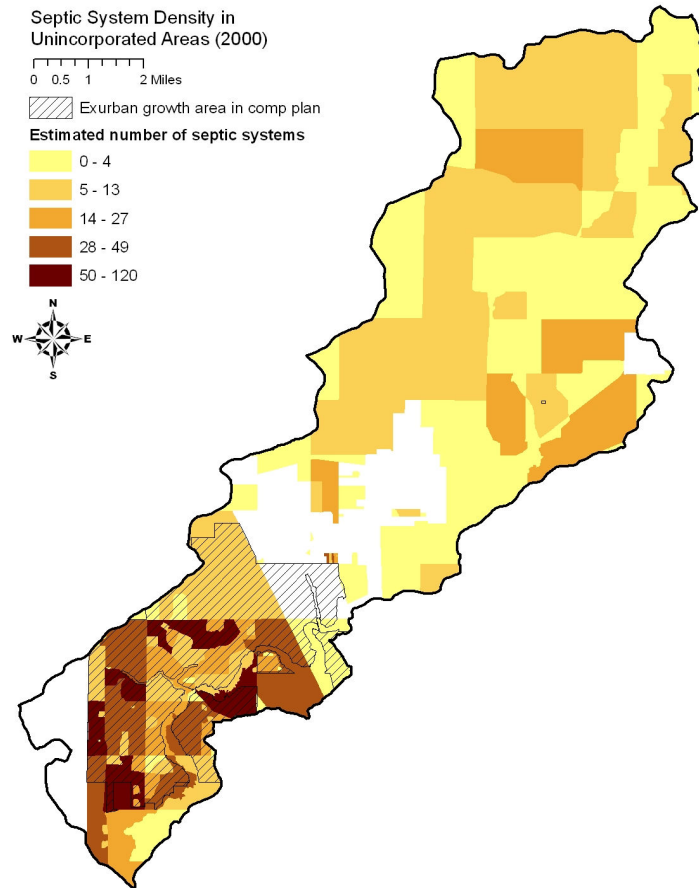 Septic System Density in
Unincorporated Areas (2000)
0 0.5 1 2 Miles
Exurban growth area in comp plan
Estimated number of septic systems
0 - 4
5 - 13
14 - 27
28 - 49
50 - 120
N
W E
S